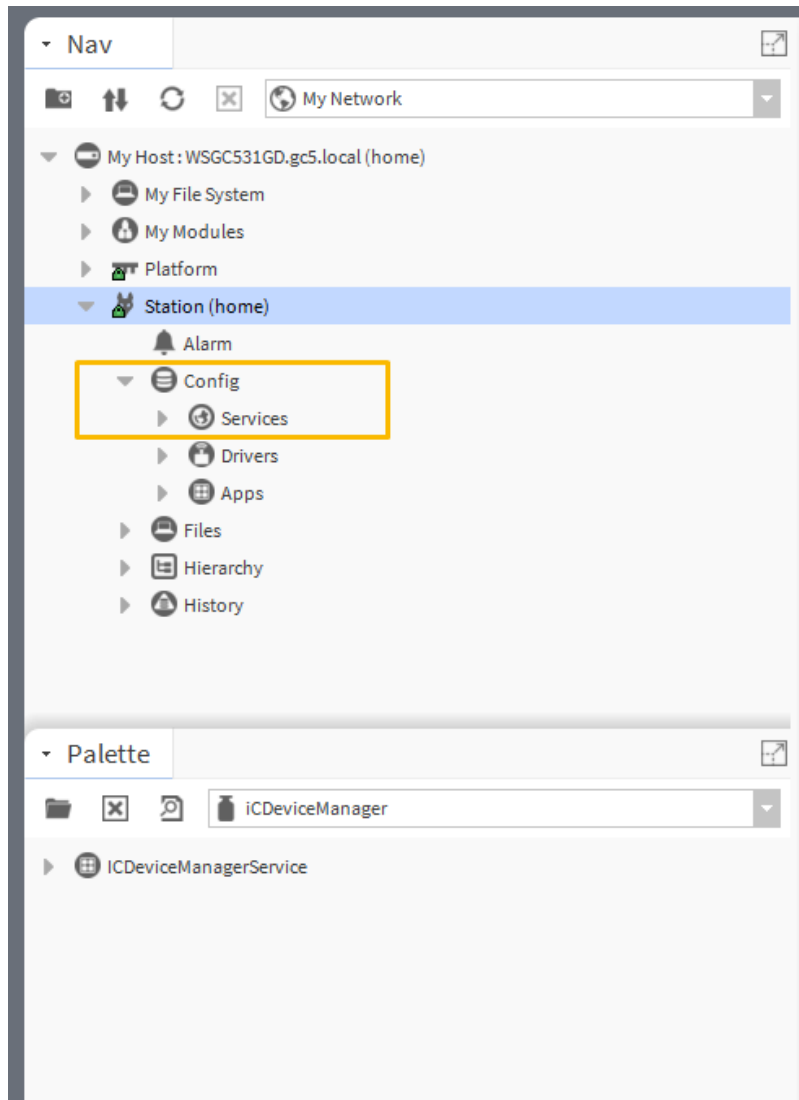 Nav
My Network
My Host : WSGC531GD.gc5.local (home)
My File System
My Modules
Platform
Station (home)
Alarm
Config
Services
Drivers
Apps
Files
Hierarchy
History
Palette
iCDeviceManager
ICDeviceManagerService